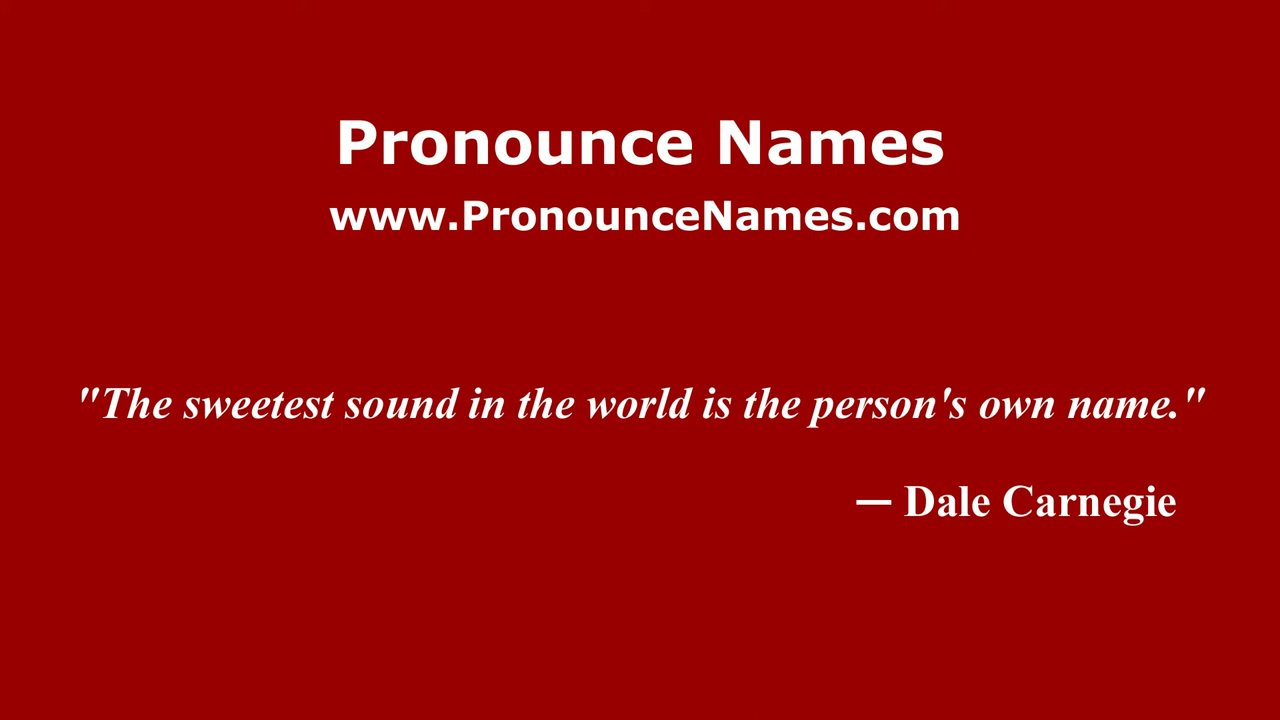 Pronounce Names
www.PronounceNames.com
"The sweetest sound in the world is the person's own name."
— Dale Carnegie